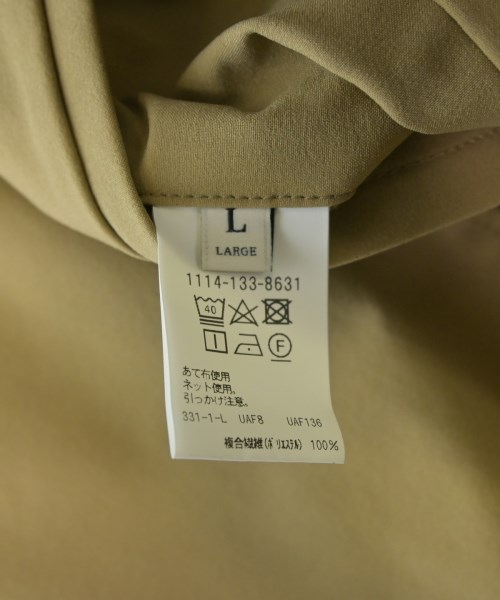 L
LARGE
1114-133-8631
40
F
あて布使用
ネット使用。
引っかけ注意。
331-1-L UAF8 UAF136
複合繊維(ﾎﾟﾘｴｽﾃﾙ) 100%